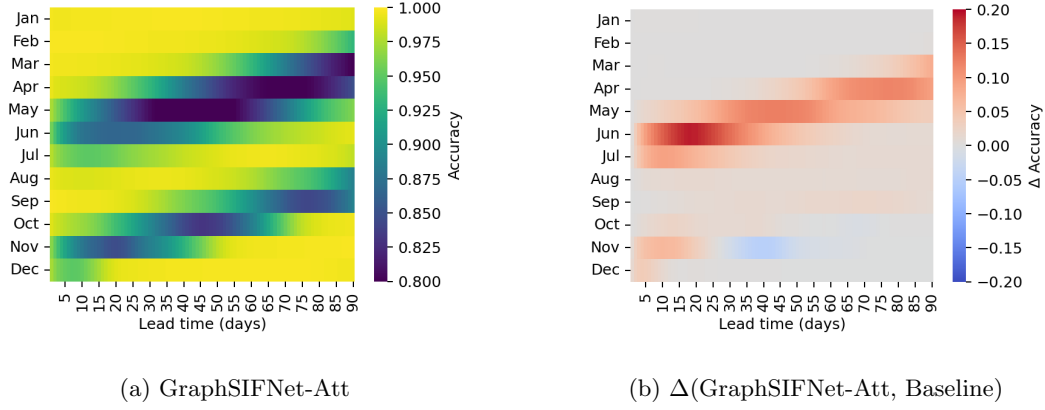 Jan
Feb
Mar
Apr
May
Jun
Jul
Aug
Sep
Oct
Nov
Dec
5 10 15 20 25 30 35 40 45 50 55 60 65 70 75 80 85 90
Lead time (days)
1.000
0.975
0.950
0.925
0.900
0.875
0.850
0.825
0.800
Accuracy
(a) GraphSIFNet-Att
Jan
Feb
Mar
Apr
May
Jun
Jul
Aug
Sep
Oct
Nov
Dec
5 10 15 20 25 30 35 40 45 50 55 60 65 70 75 80 85 90
Lead time (days)
0.20
0.15
0.10
0.05
0.00
−0.05
−0.10
−0.15
−0.20
Δ Accuracy
(b) Δ(GraphSIFNet-Att, Baseline)